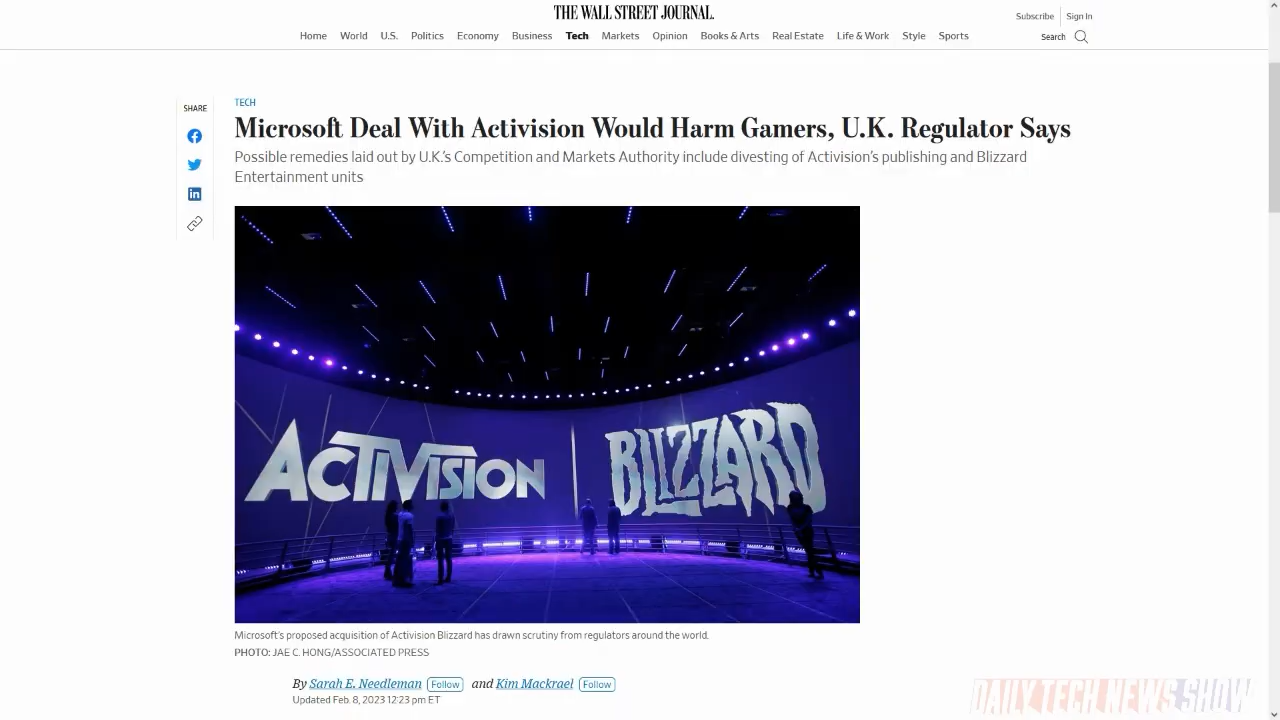 THE WALL STREET JOURNAL.
Subscribe Sign In
Home World U.S. Politics Economy Business Tech Markets Opinion Books & Arts Real Estate Life & Work Style Sports
Search
SHARE
TECH
Microsoft Deal With Activision Would Harm Gamers, U.K. Regulator Says
Possible remedies laid out by U.K.'s Competition and Markets Authority include divesting of Activision's publishing and Blizzard
Entertainment units
ACTIVISION BLIZZARD
Microsoft's proposed acquisition of Activision Blizzard has drawn scrutiny from regulators around the world.
PHOTO: JAE C. HONG/ASSOCIATED PRESS
By Sarah E. Needleman Follow and Kim Mackrael Follow
Updated Feb. 8, 2023 12:23 pm ET
DAILY TECH NEWS SHOW